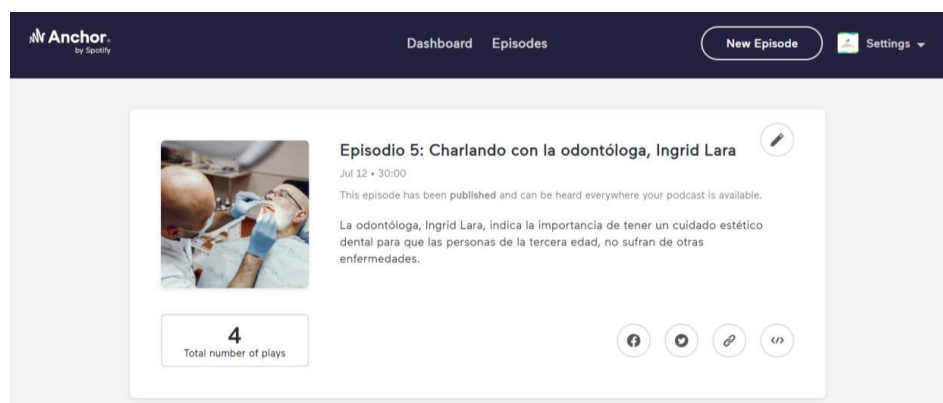 Anchor
by Spotify
Dashboard Episodes
New Episode
Settings
Episodio 5: Charlando con la odontóloga, Ingrid Lara
Jul 12 • 30:00
This episode has been published and can be heard everywhere your podcast is available.
La odontóloga, Ingrid Lara, indica la importancia de tener un cuidado estético
dental para que las personas de la tercera edad, no sufran de otras
enfermedades.
4
Total number of plays